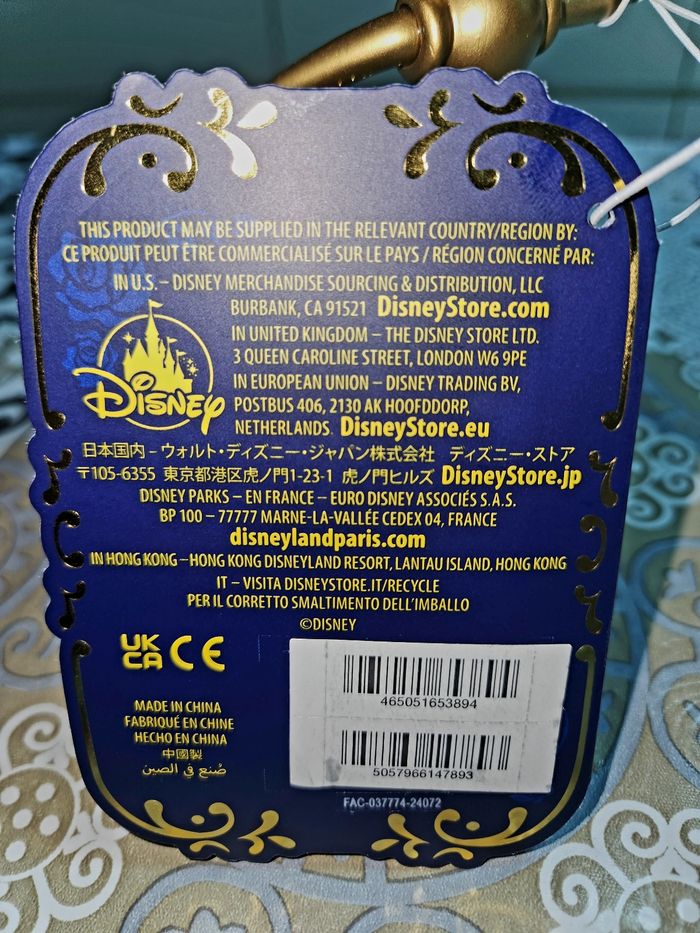 THIS PRODUCT MAY BE SUPPLIED IN THE RELEVANT COUNTRY/REGION BY:
CE PRODUIT PEUT ÊTRE COMMERCIALISÉ SUR LE PAYS / RÉGION CONCERNÉ PAR:
IN U.S. – DISNEY MERCHANDISE SOURCING & DISTRIBUTION, LLC
BURBANK, CA 91521 DisneyStore.com
IN UNITED KINGDOM – THE DISNEY STORE LTD.
3 QUEEN CAROLINE STREET, LONDON W6 9PE
IN EUROPEAN UNION – DISNEY TRADING BV,
POSTBUS 406, 2130 AK HOOFDDORP,
NETHERLANDS. DisneyStore.eu
DISNEY
日本国内 – ウォルト・ディズニー・ジャパン株式会社 ディズニー・ストア
〒105-6355 東京都港区虎ノ門1-23-1 虎ノ門ヒルズ DisneyStore.jp
DISNEY PARKS – EN FRANCE – EURO DISNEY ASSOCIÉS S.A.S.
BP 100 – 77777 MARNE-LA-VALLÉE CEDEX 04, FRANCE
disneylandparis.com
IN HONG KONG – HONG KONG DISNEYLAND RESORT, LANTAU ISLAND, HONG KONG
IT – VISITA DISNEYSTORE.IT/RECYCLE
PER IL CORRETTO SMALTIMENTO DELL'IMBALLO
©DISNEY
UK
CA CE
MADE IN CHINA
FABRIQUÉ EN CHINE
HECHO EN CHINA
中國製
صُنع في الصين
465051653894
5057966147893
FAC-037774-24072